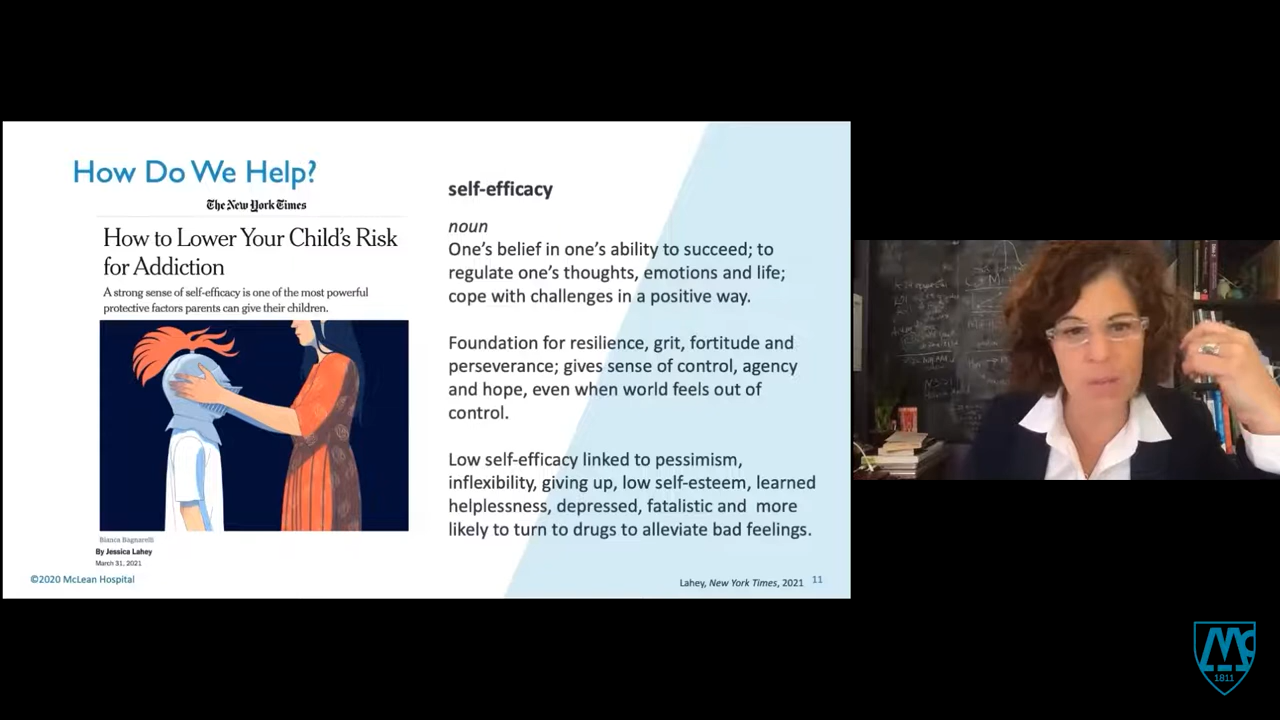 How Do We Help?
The New York Times
How to Lower Your Child's Risk
for Addiction
A strong sense of self-efficacy is one of the most powerful
protective factors parents can give their children.
Bianca Bagnarelli
By Jessica Lahey
March 31, 2021
©2020 McLean Hospital
self-efficacy
noun
One's belief in one's ability to succeed; to
regulate one's thoughts, emotions and life;
cope with challenges in a positive way.
Foundation for resilience, grit, fortitude and
perseverance; gives sense of control, agency
and hope, even when world feels out of
control.
Low self-efficacy linked to pessimism,
inflexibility, giving up, low self-esteem, learned
helplessness, depressed, fatalistic and more
likely to turn to drugs to alleviate bad feelings.
Lahey, New York Times, 2021 11
1811